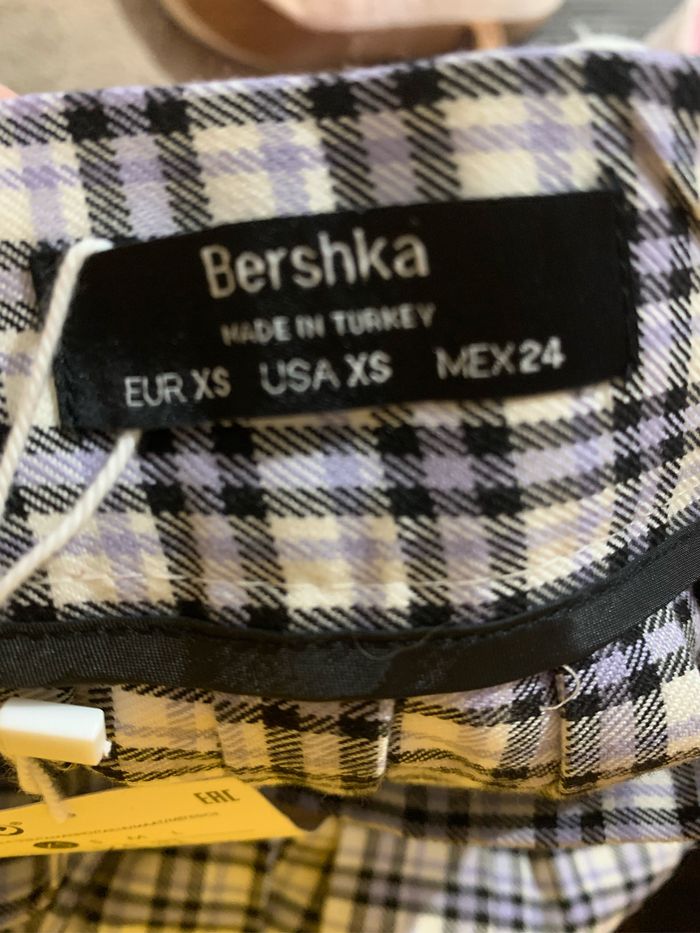 Bershka
MADE IN TURKEY
EUR XS USA XS MEX 24
EAC
S M L